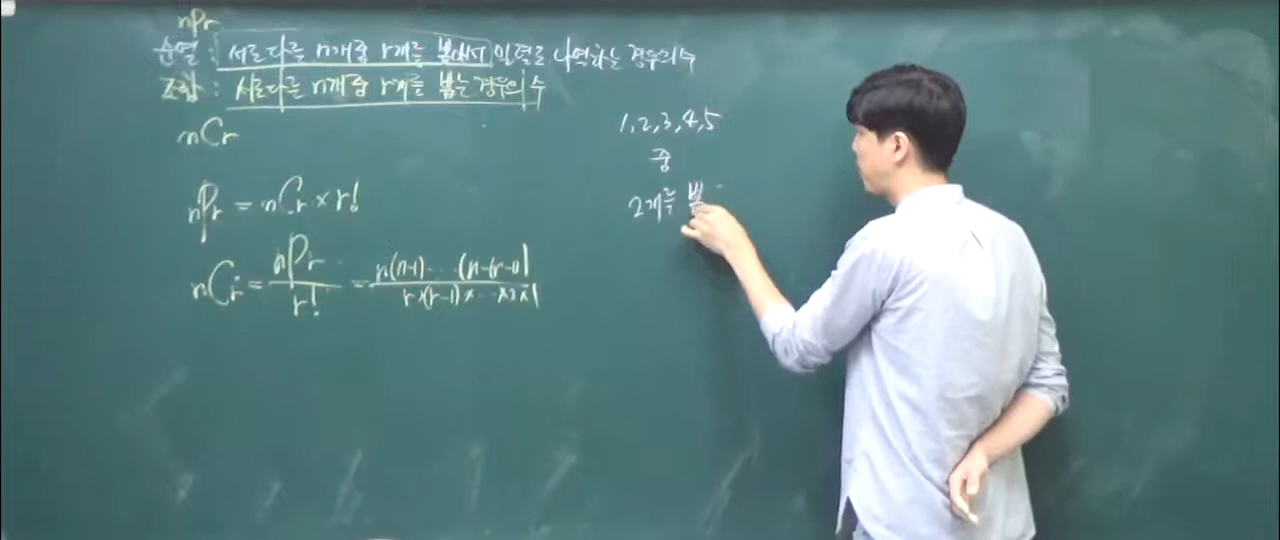 nPr
순열 : 서로 다른 n개 중 r개를 뽑아서 일렬로 나열하는 경우의 수
조합 : 서로 다른 n개 중 r개를 뽑는 경우의 수
nCr
nPr = nCr × r!
nCr = nPr / r! = n(n-1)···(n-(r-1)) / r×(r-1)×···×2×1
1, 2, 3, 4, 5
중
2개를 뽑